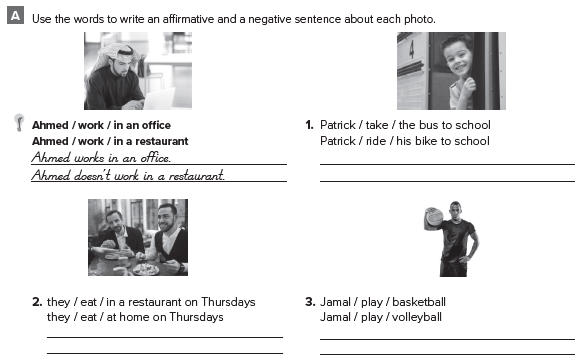 A Use the words to write an affirmative and a negative sentence about each photo.
Ahmed / work / in an office
Ahmed / work / in a restaurant
Ahmed works in an office.
Ahmed doesn't work in a restaurant.
4
1. Patrick / take / the bus to school
Patrick / ride / his bike to school
2. they / eat / in a restaurant on Thursdays
they / eat / at home on Thursdays
3. Jamal / play / basketball
Jamal / play / volleyball